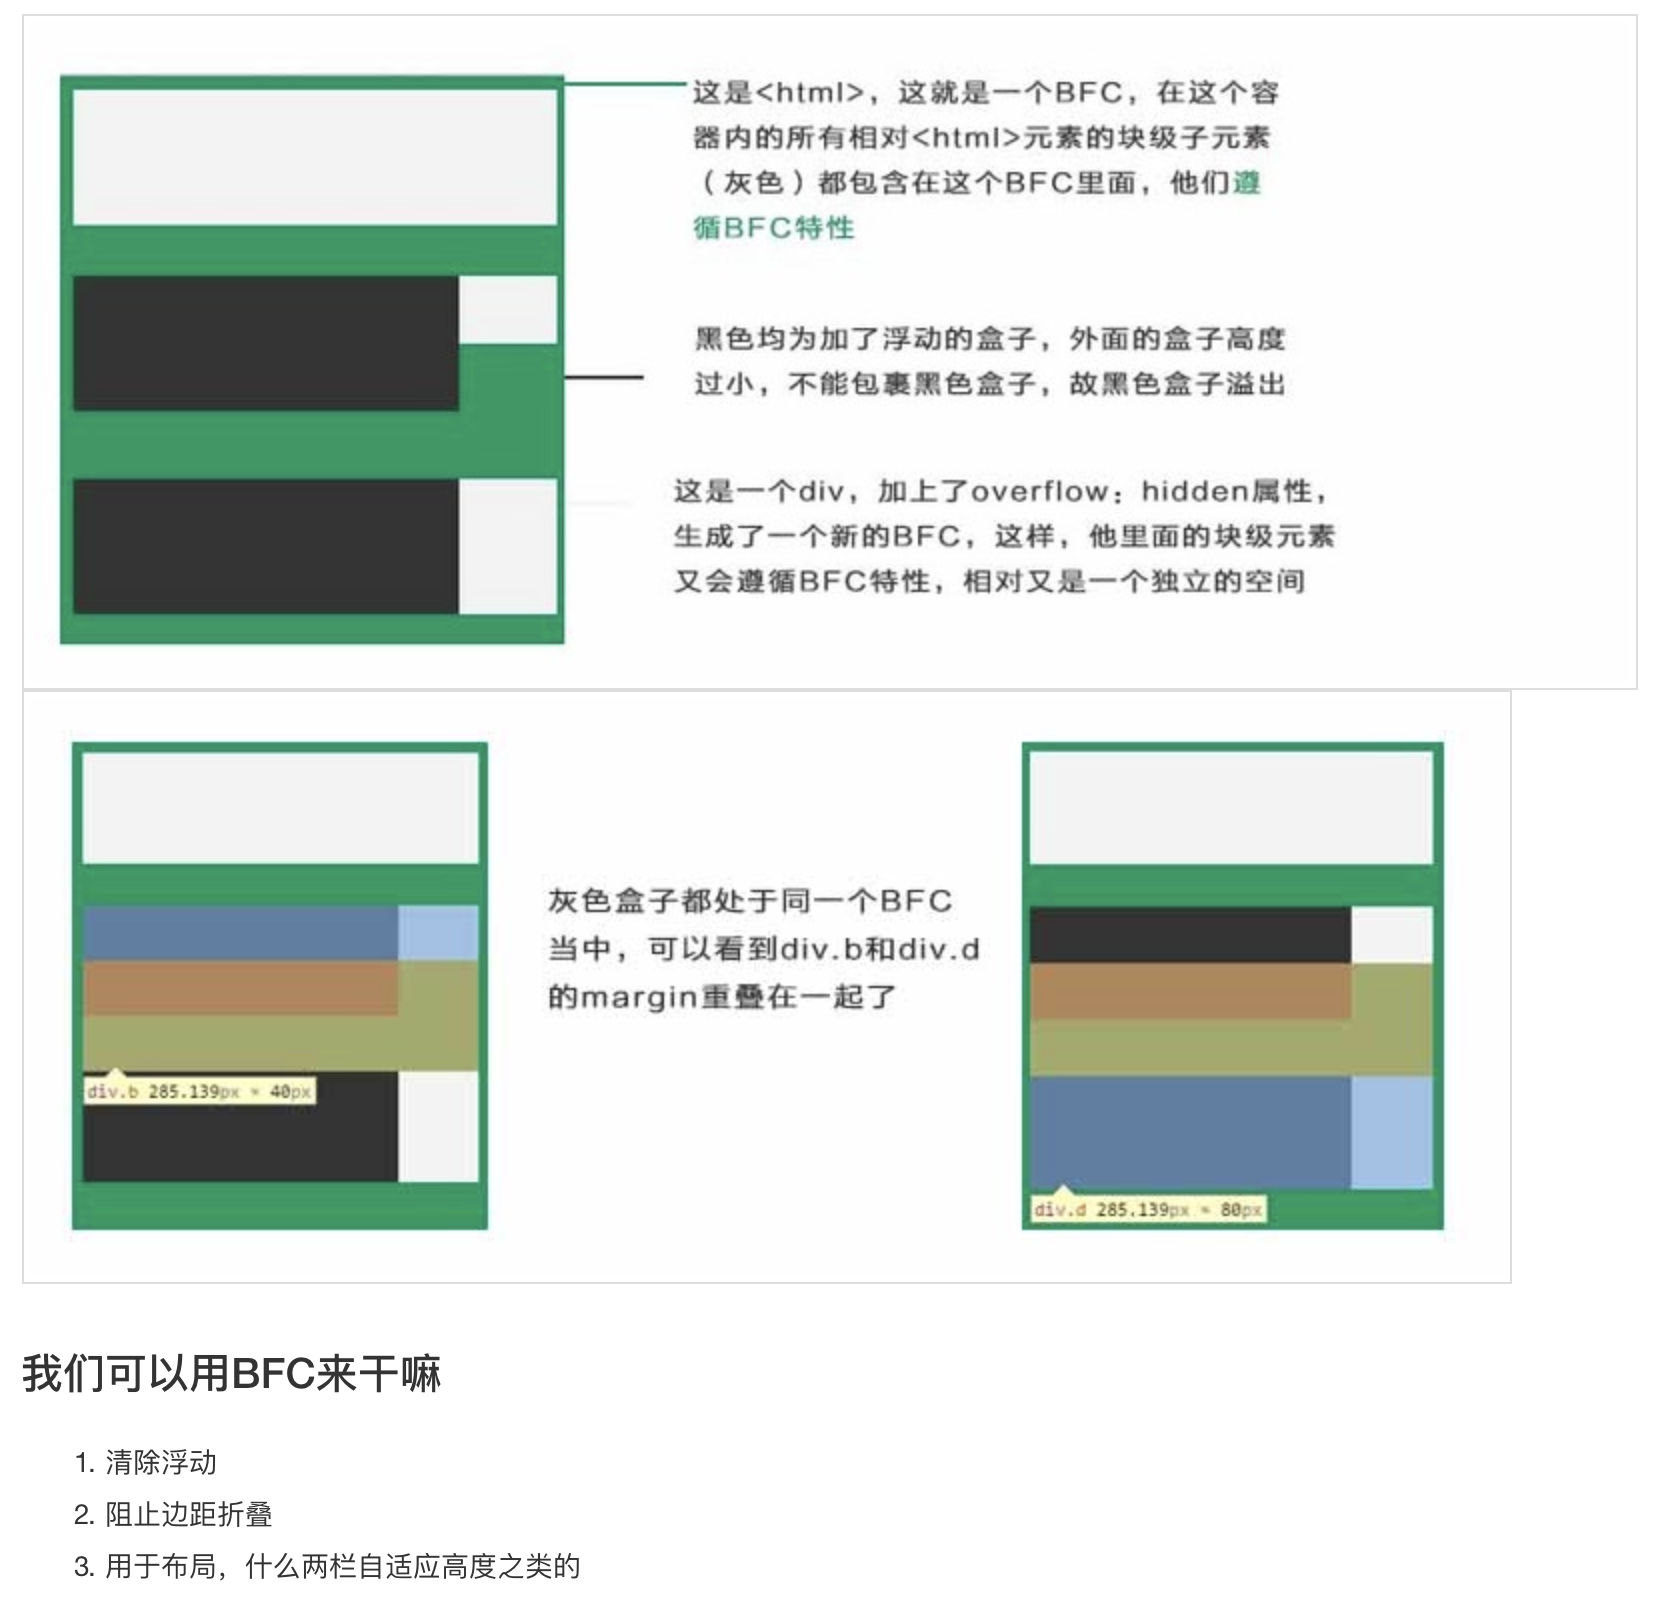 这是<html>，这就是一个BFC，在这个容
器内的所有相对<html>元素的块级子元素
（灰色）都包含在这个BFC里面，他们遵
循BFC特性
黑色均为加了浮动的盒子，外面的盒子高度
过小，不能包裹黑色盒子，故黑色盒子溢出
这是一个div，加上了overflow：hidden属性，
生成了一个新的BFC，这样，他里面的块级元素
又会遵循BFC特性，相对又是一个独立的空间
灰色盒子都处于同一个BFC
当中，可以看到div.b和div.d
的margin重叠在一起了
div.b 285.139px × 40px
div.d 285.139px × 80px
我们可以用BFC来干嘛
1. 清除浮动
2. 阻止边距折叠
3. 用于布局，什么两栏自适应高度之类的